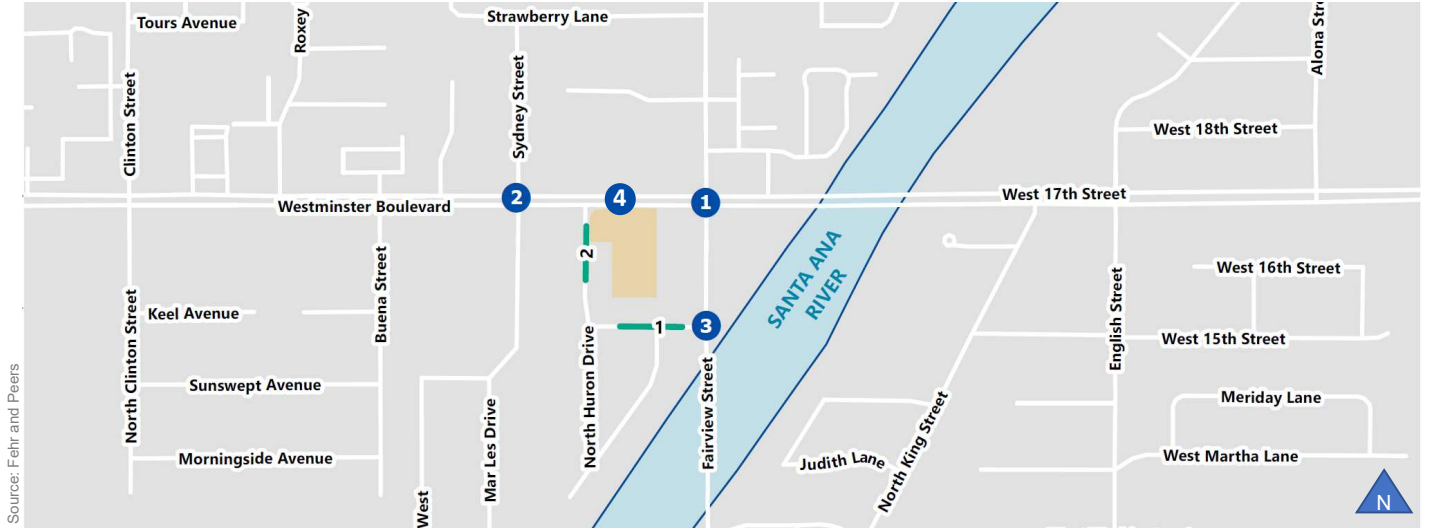 Tours Avenue
Roxey
Strawberry Lane
Alona Str
Clinton Street
Sydney Street
West 18th Street
Westminster Boulevard
2
4
1
West 17th Street
2
SANTA ANA
RIVER
West 16th Street
Keel Avenue
Buena Street
1
3
English Street
West 15th Street
North Clinton Street
Sunswept Avenue
North Huron Drive
Fairview Street
Meriday Lane
Mar Les Drive
Morningside Avenue
Judith Lane
North King Street
West Martha Lane
West
N
Source: Fehr and Peers